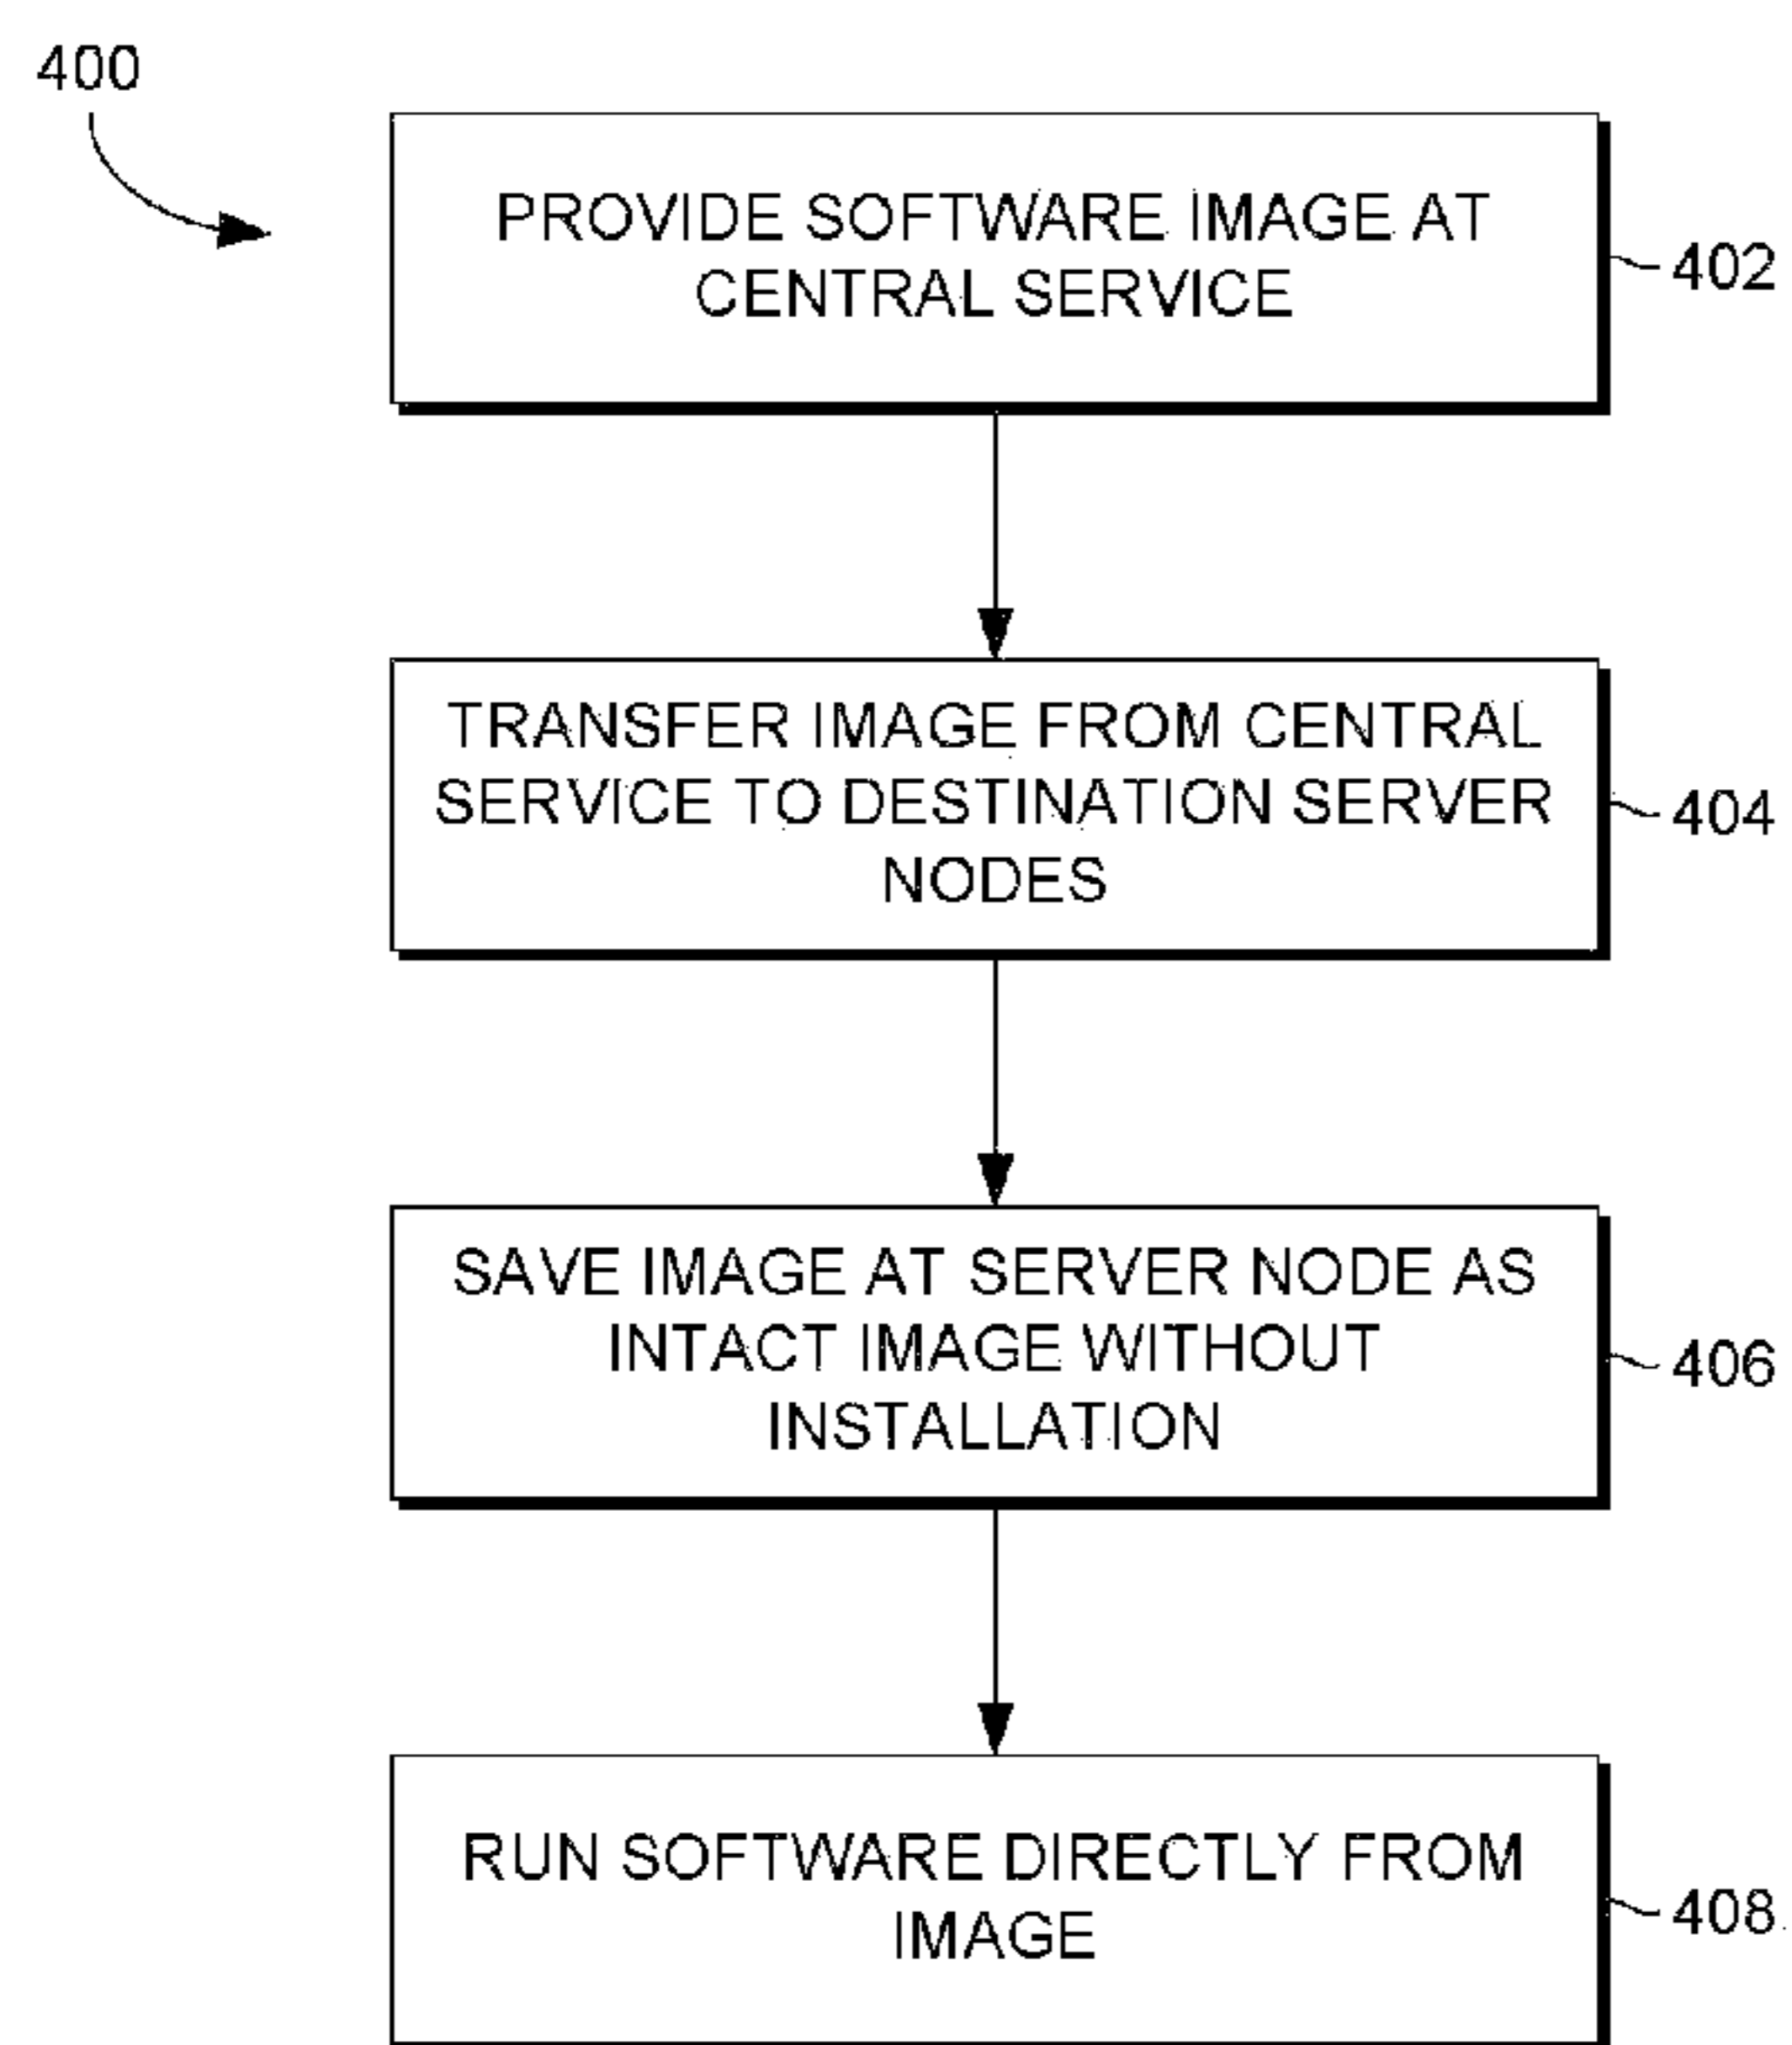 400
PROVIDE SOFTWARE IMAGE AT
CENTRAL SERVICE
402
TRANSFER IMAGE FROM CENTRAL
SERVICE TO DESTINATION SERVER
NODES
404
SAVE IMAGE AT SERVER NODE AS
INTACT IMAGE WITHOUT
INSTALLATION
406
RUN SOFTWARE DIRECTLY FROM
IMAGE
408